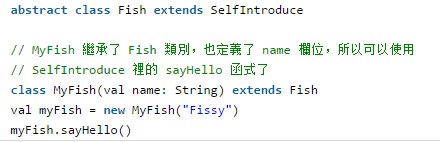 abstract class Fish extends SelfIntroduce
// MyFish 繼承了 Fish 類別，也定義了 name 欄位，所以可以使用
// SelfIntroduce 裡的 sayHello 函式了
class MyFish(val name: String) extends Fish
val myFish = new MyFish("Fissy")
myFish.sayHello()